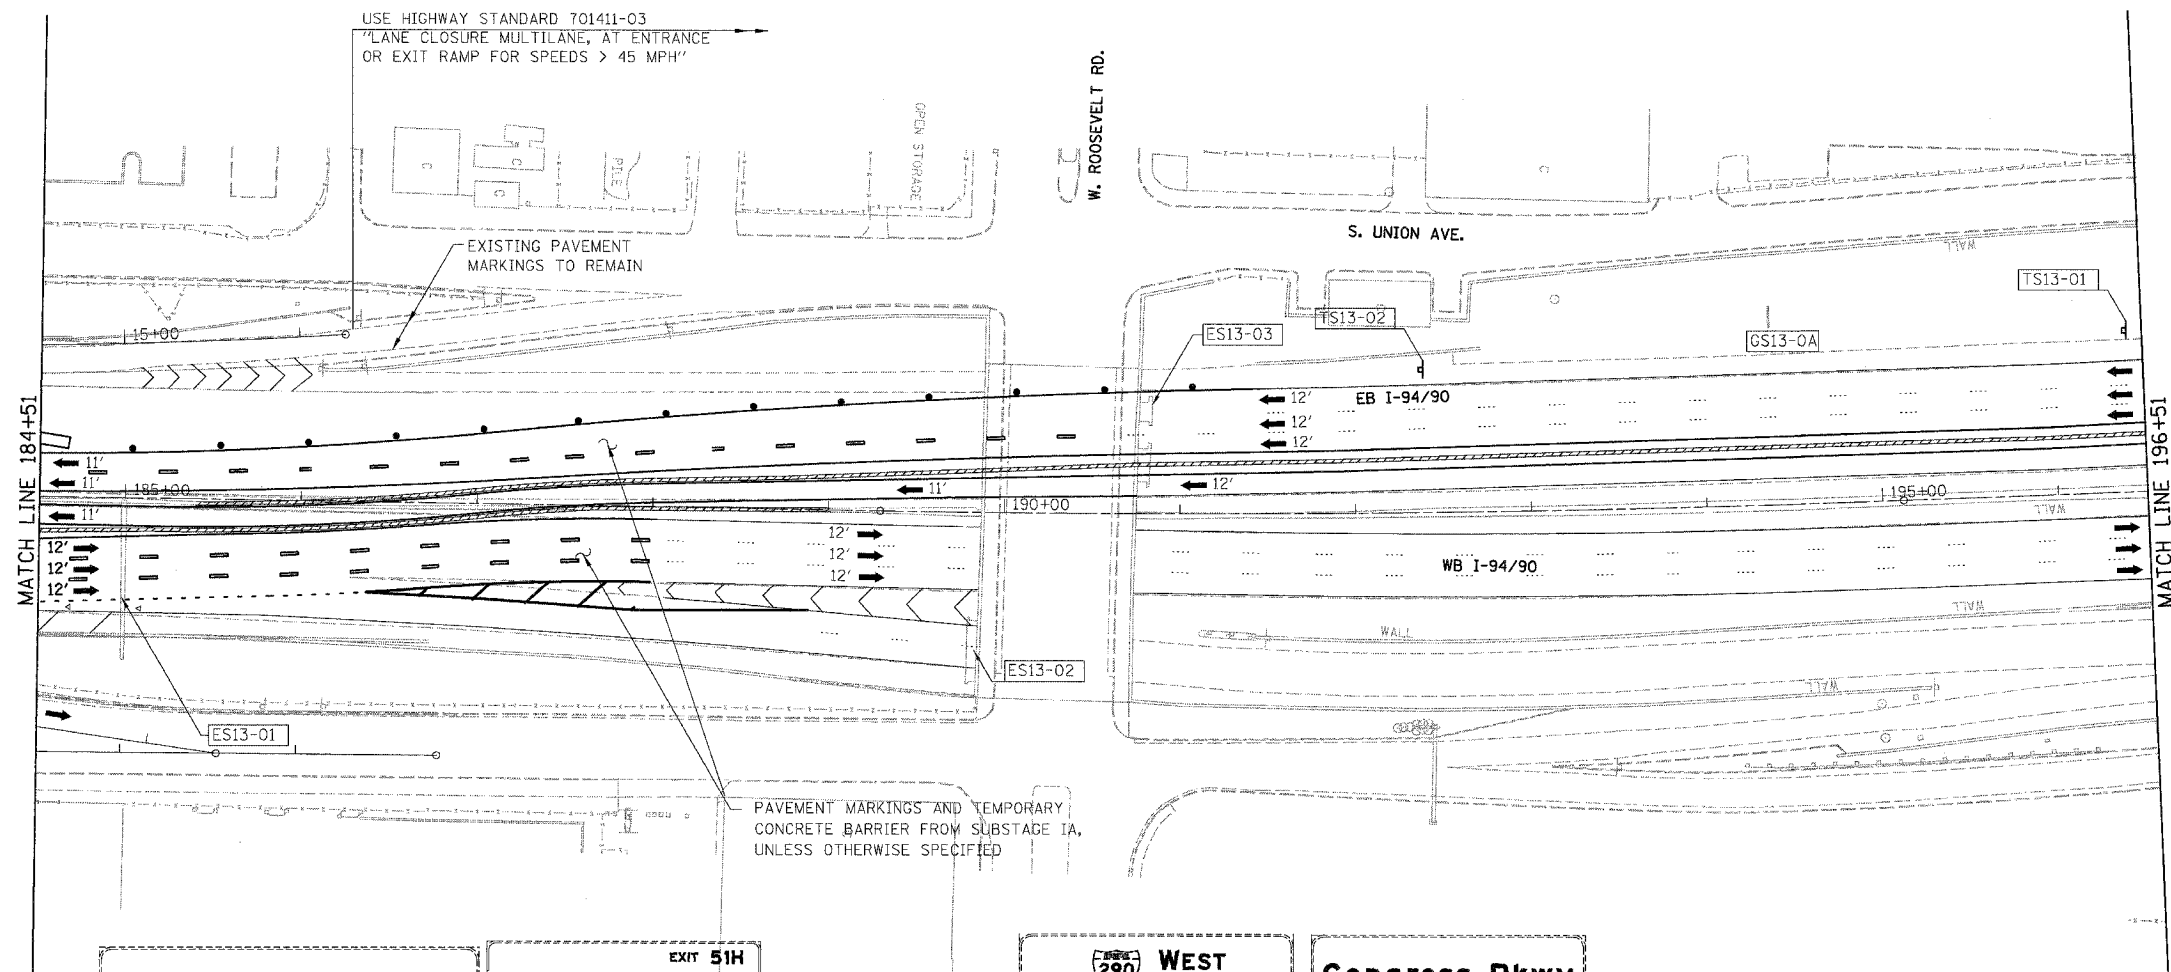 USE HIGHWAY STANDARD 701411-03
"LANE CLOSURE MULTILANE, AT ENTRANCE
OR EXIT RAMP FOR SPEEDS > 45 MPH"
W. ROOSEVELT RD.
OPEN STORAGE
C
C
C
PILE
C
S. UNION AVE.
EXISTING PAVEMENT
MARKINGS TO REMAIN
WALL
TS13-01
TS13-02
ES13-03
GS13-0A
15+00
EB I-94/90
12'
12'
12'
MATCH LINE 184+51
MATCH LINE 196+51
11'
11'
185+00
11'
12'
190+00
195+00
WALL
11'
12'
12'
12'
12'
12'
12'
WB I-94/90
WALL
WALL
WALL
ES13-02
ES13-01
PAVEMENT MARKINGS AND TEMPORARY
CONCRETE BARRIER FROM SUBSTAGE IA,
UNLESS OTHERWISE SPECIFIED
EXIT 51H
290 WEST
Congress Pkwy